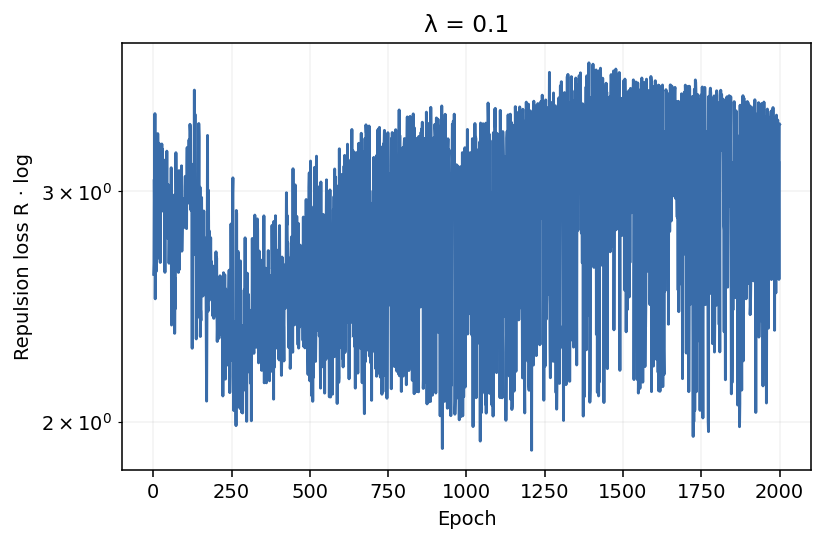 λ = 0.1
Repulsion loss R · log
3 × 10⁰
2 × 10⁰
0 250 500 750 1000 1250 1500 1750 2000
Epoch